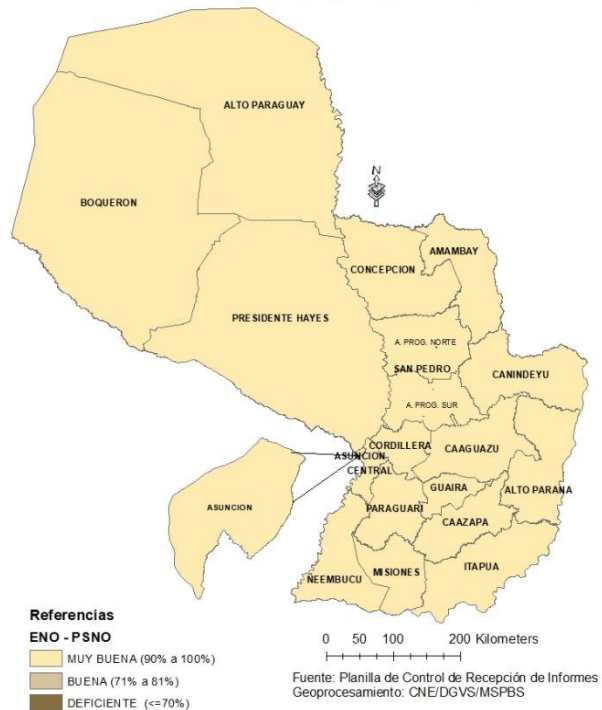 ALTO PARAGUAY
BOQUERON
N
AMAMBAY
CONCEPCION
PRESIDENTE HAYES
A. PROG. NORTE
SAN PEDRO
CANINDEYU
A. PROG. SUR
CORDILLERA
ASUNCION
CAAGUAZU
CENTRAL
GUAIRA
ALTO PARANA
ASUNCION
PARAGUARI
CAAZAPA
ITAPUA
MISIONES
ÑEEMBUCU
Referencias
ENO - PSNO
MUY BUENA (90% a 100%)
BUENA (71% a 81%)
DEFICIENTE (<=70%)
0 50 100 200 Kilometers
Fuente: Planilla de Control de Recepción de Informes
Geoprocesamiento: CNE/DGVS/MSPBS